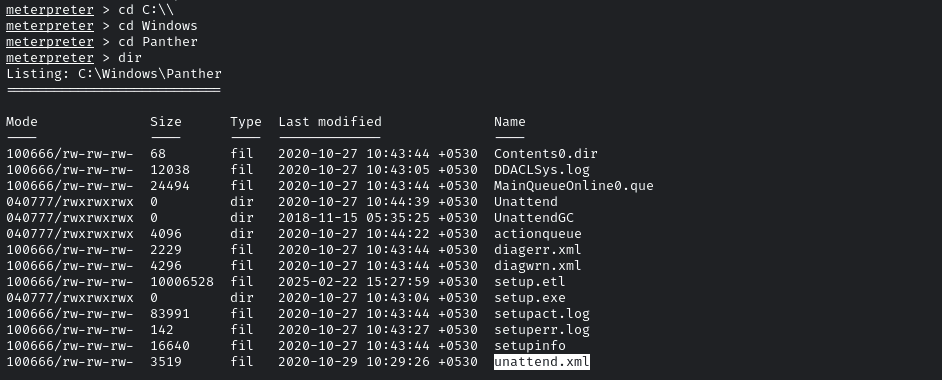 meterpreter > cd C:\\
meterpreter > cd Windows
meterpreter > cd Panther
meterpreter > dir
Listing: C:\Windows\Panther
===========================
Mode Size Type Last modified Name
---- ---- ---- ------------- ----
100666/rw-rw-rw- 68 fil 2020-10-27 10:43:44 +0530 Contents0.dir
100666/rw-rw-rw- 12038 fil 2020-10-27 10:43:05 +0530 DDACLSys.log
100666/rw-rw-rw- 24494 fil 2020-10-27 10:43:44 +0530 MainQueueOnline0.que
040777/rwxrwxrwx 0 dir 2020-10-27 10:44:39 +0530 Unattend
040777/rwxrwxrwx 0 dir 2018-11-15 05:35:25 +0530 UnattendGC
040777/rwxrwxrwx 4096 dir 2020-10-27 10:44:22 +0530 actionqueue
100666/rw-rw-rw- 2229 fil 2020-10-27 10:43:44 +0530 diagerr.xml
100666/rw-rw-rw- 4296 fil 2020-10-27 10:43:44 +0530 diagwrn.xml
100666/rw-rw-rw- 10006528 fil 2025-02-22 15:27:59 +0530 setup.etl
040777/rwxrwxrwx 0 dir 2020-10-27 10:43:04 +0530 setup.exe
100666/rw-rw-rw- 83991 fil 2020-10-27 10:43:44 +0530 setupact.log
100666/rw-rw-rw- 142 fil 2020-10-27 10:43:27 +0530 setuperr.log
100666/rw-rw-rw- 16640 fil 2020-10-27 10:43:44 +0530 setupinfo
100666/rw-rw-rw- 3519 fil 2020-10-29 10:29:26 +0530 unattend.xml